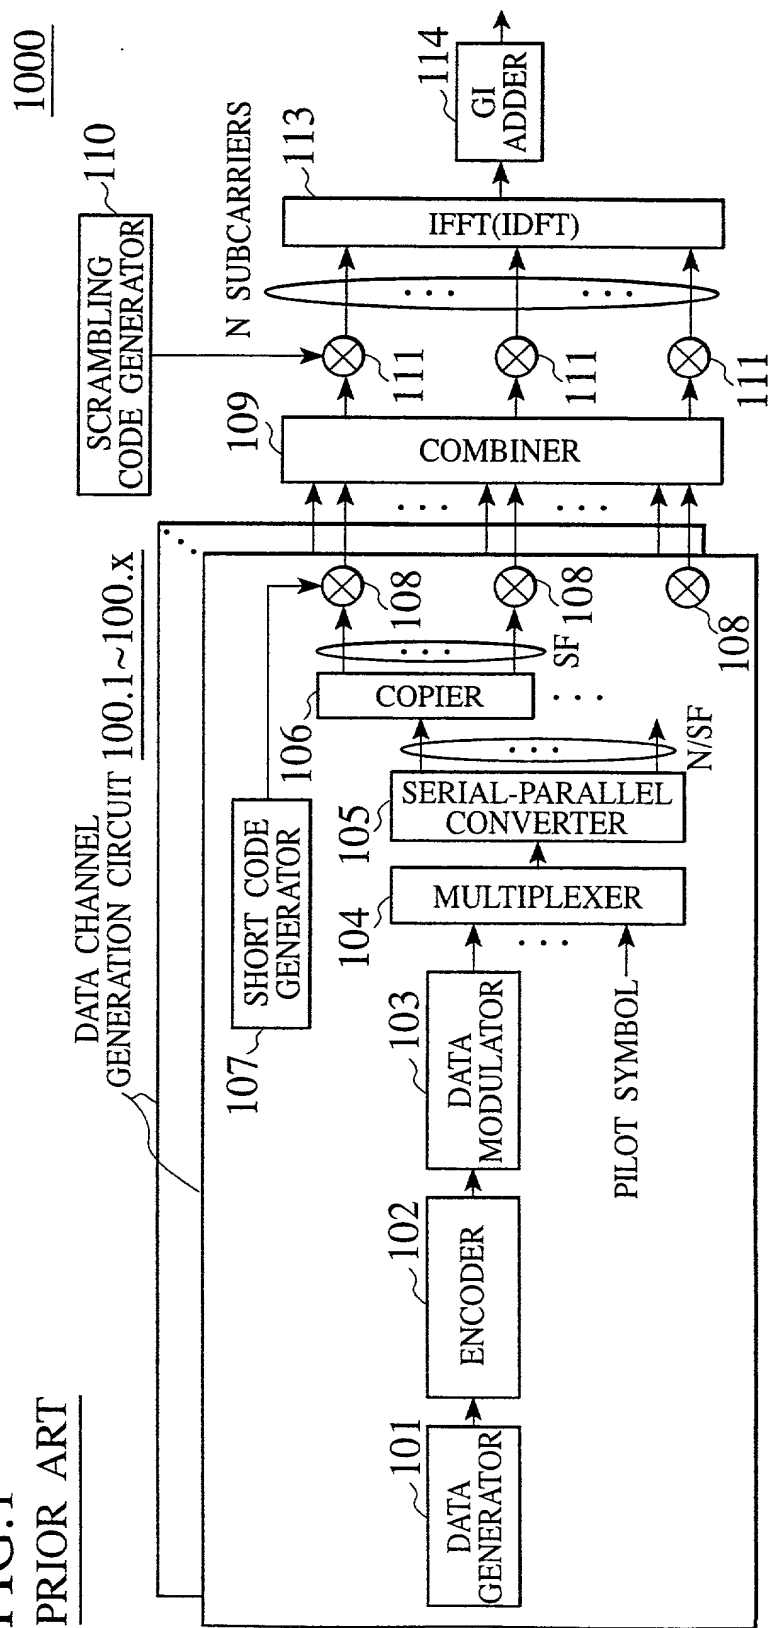 FIG.1
PRIOR ART
1000
DATA CHANNEL
GENERATION CIRCUIT 100.1~100.x
SCRAMBLING
CODE GENERATOR
110
N SUBCARRIERS
101
DATA
GENERATOR
102
ENCODER
103
DATA
MODULATOR
PILOT SYMBOL
104
MULTIPLEXER
105
SERIAL-PARALLEL
CONVERTER
N/SF
106
COPIER
SF
107
SHORT CODE
GENERATOR
108
108
108
109
COMBINER
111
111
111
113
IFFT(IDFT)
114
GI
ADDER